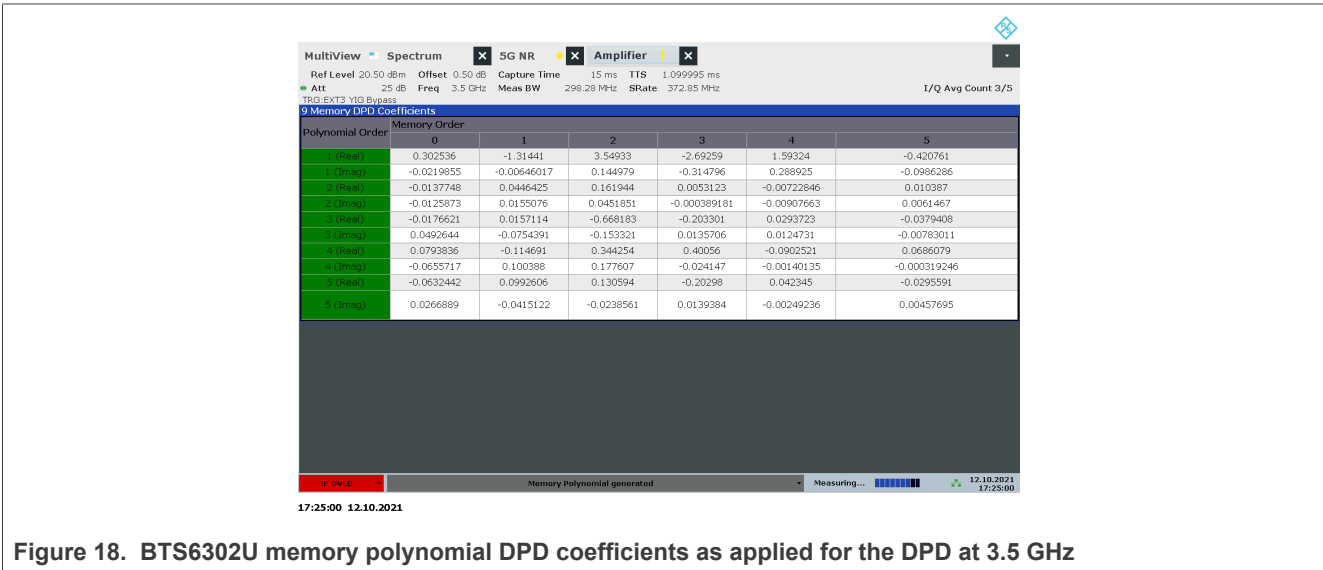 MultiView Spectrum X 5G NR X Amplifier X
Ref Level 20.50 dBm Offset 0.50 dB Capture Time 15 ms TTS 1.099995 ms
Att 25 dB Freq 3.5 GHz Meas BW 298.28 MHz SRate 372.85 MHz I/Q Avg Count 3/5
TRG:EXT3 YIG Bypass
9 Memory DPD Coefficients
Polynomial Order Memory Order
0 1 2 3 4 5
1 (Real) 0.302536 -1.31441 3.54933 -2.69259 1.59324 -0.420761
1 (Imag) -0.0219855 -0.00646017 0.144979 -0.314796 0.288925 -0.0986286
2 (Real) -0.0137748 0.0446425 0.161944 0.0053123 -0.00722846 0.010387
2 (Imag) -0.0125873 0.0155076 0.0451851 -0.000389181 -0.00907663 0.0061467
3 (Real) -0.0176621 0.0157114 -0.668183 -0.203301 0.0293723 -0.0379408
3 (Imag) 0.0492644 -0.0754391 -0.153321 0.0135706 0.0124731 -0.00783011
4 (Real) 0.0793836 -0.114691 0.344254 0.40056 -0.0902521 0.0686079
4 (Imag) -0.0655717 0.100388 0.177607 -0.024147 -0.00140135 -0.000319246
5 (Real) -0.0632442 0.0992606 0.130594 -0.20298 0.042345 -0.0295591
5 (Imag) 0.0266889 -0.0415122 -0.0238561 0.0139384 -0.00249236 0.00457695
IF OVLD Memory Polynomial generated Measuring... 12.10.2021
17:25:00
17:25:00 12.10.2021
Figure 18. BTS6302U memory polynomial DPD coefficients as applied for the DPD at 3.5 GHz